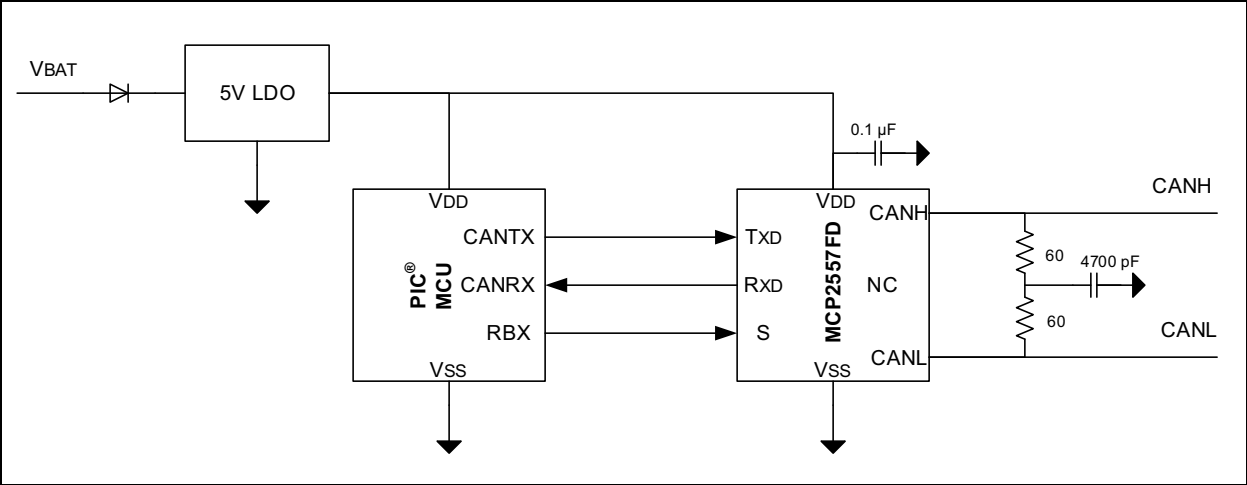 VBAT
5V LDO
0.1 µF
VDD
CANTX
CANRX
RBX
VSS
PIC®
MCU
VDD
CANH
TXD
RXD
NC
S
CANL
VSS
MCP2557FD
CANH
60
4700 pF
60
CANL